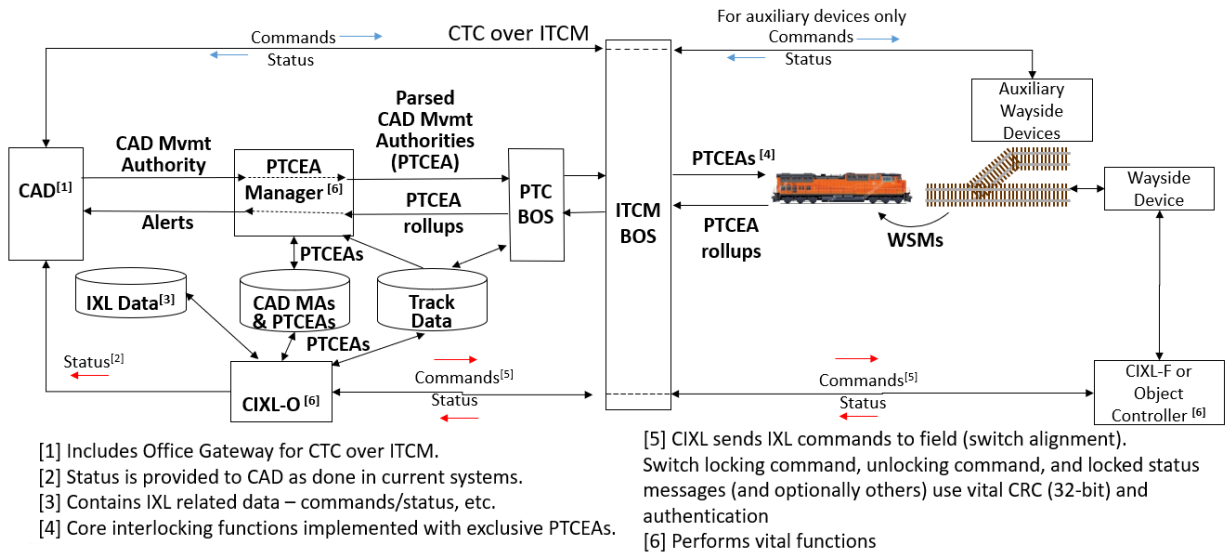 For auxiliary devices only
Commands
CTC over ITCM
Commands
Status
Status
Auxiliary
Wayside
Devices
Parsed
CAD Mvmt
Authorities
(PTCEA)
CAD Mvmt
Authority
PTCEAs [4]
CAD[1]
PTCEA
Manager [6]
PTC
BOS
ITCM
BOS
Wayside
Device
Alerts
PTCEA
rollups
PTCEA
rollups
WSMs
PTCEAs
IXL Data[3]
CAD MAs
& PTCEAs
Track
Data
PTCEAs
Status[2]
CIXL-O [6]
Commands[5]
Status
Commands[5]
Status
CIXL-F or
Object
Controller [6]
[1] Includes Office Gateway for CTC over ITCM.
[2] Status is provided to CAD as done in current systems.
[3] Contains IXL related data – commands/status, etc.
[4] Core interlocking functions implemented with exclusive PTCEAs.
[5] CIXL sends IXL commands to field (switch alignment).
Switch locking command, unlocking command, and locked status
messages (and optionally others) use vital CRC (32-bit) and
authentication
[6] Performs vital functions